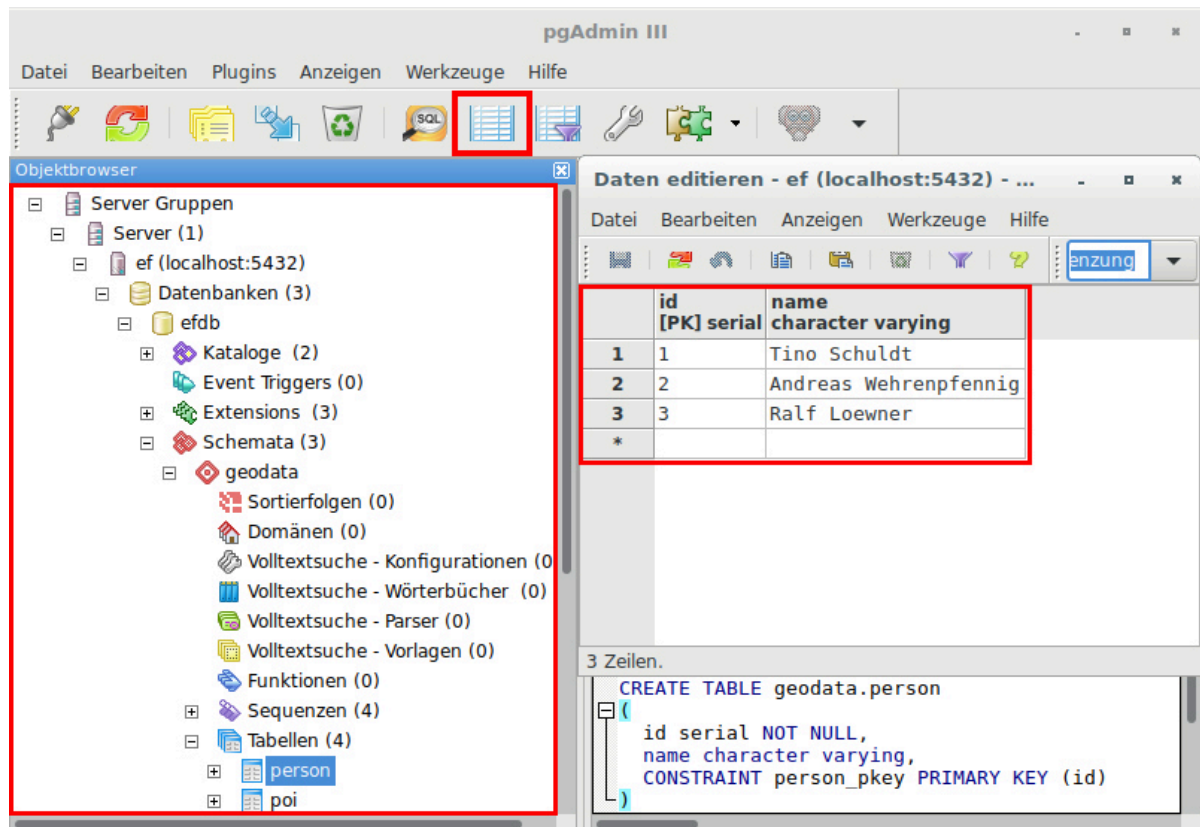 pgAdmin III
Datei Bearbeiten Plugins Anzeigen Werkzeuge Hilfe
SQL
Objektbrowser
Server Gruppen
Server (1)
ef (localhost:5432)
Datenbanken (3)
efdb
Kataloge (2)
Event Triggers (0)
Extensions (3)
Schemata (3)
geodata
Sortierfolgen (0)
Domänen (0)
Volltextsuche - Konfigurationen (0
Volltextsuche - Wörterbücher (0)
Volltextsuche - Parser (0)
Volltextsuche - Vorlagen (0)
Funktionen (0)
Sequenzen (4)
Tabellen (4)
person
poi
Daten editieren - ef (localhost:5432) - ...
Datei Bearbeiten Anzeigen Werkzeuge Hilfe
enzung
id name
[PK] serial character varying
1 1 Tino Schuldt
2 2 Andreas Wehrenpfennig
3 3 Ralf Loewner
*
3 Zeilen.
CREATE TABLE geodata.person
(
id serial NOT NULL,
name character varying,
CONSTRAINT person_pkey PRIMARY KEY (id)
)